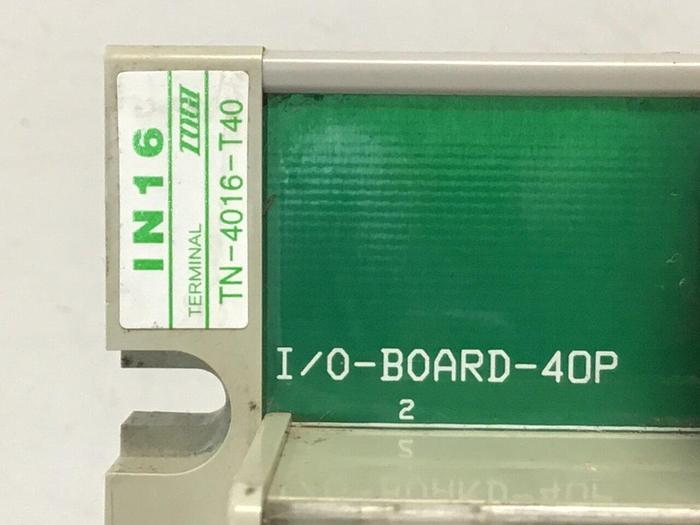 IN16
TERMINAL TOGI
TN-4016-T40
I/O-BOARD-40P
2